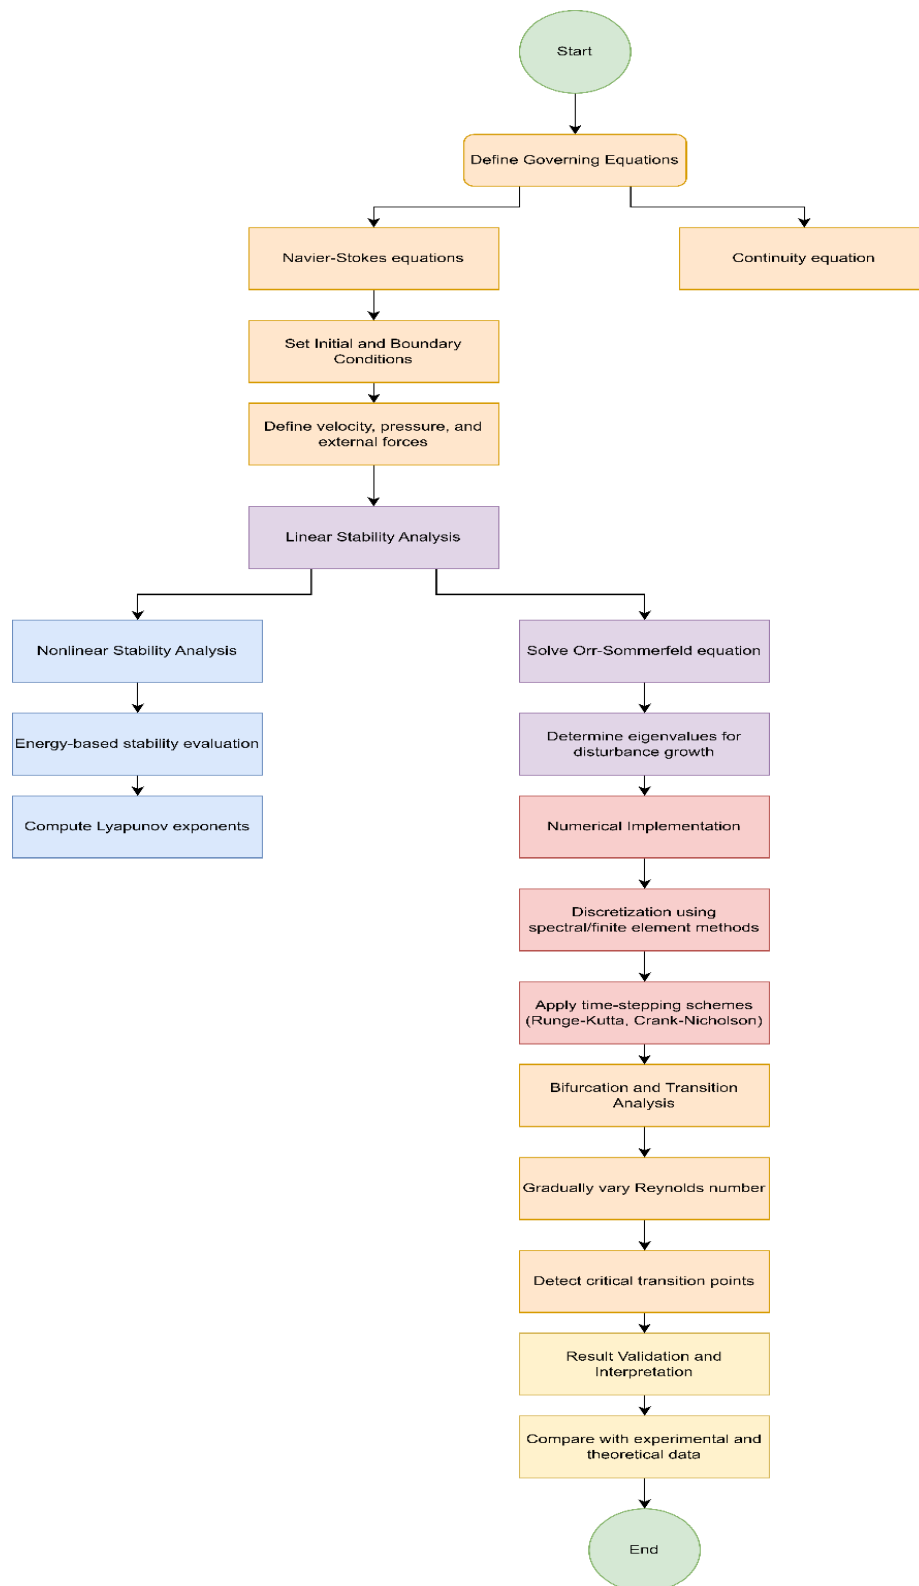 Start
Define Governing Equations
Navier-Stokes equations
Continuity equation
Set Initial and Boundary
Conditions
Define velocity, pressure, and
external forces
Linear Stability Analysis
Nonlinear Stability Analysis
Energy-based stability evaluation
Compute Lyapunov exponents
Solve Orr-Sommerfeld equation
Determine eigenvalues for
disturbance growth
Numerical Implementation
Discretization using
spectral/finite element methods
Apply time-stepping schemes
(Runge-Kutta, Crank-Nicholson)
Bifurcation and Transition
Analysis
Gradually vary Reynolds number
Detect critical transition points
Result Validation and
Interpretation
Compare with experimental and
theoretical data
End